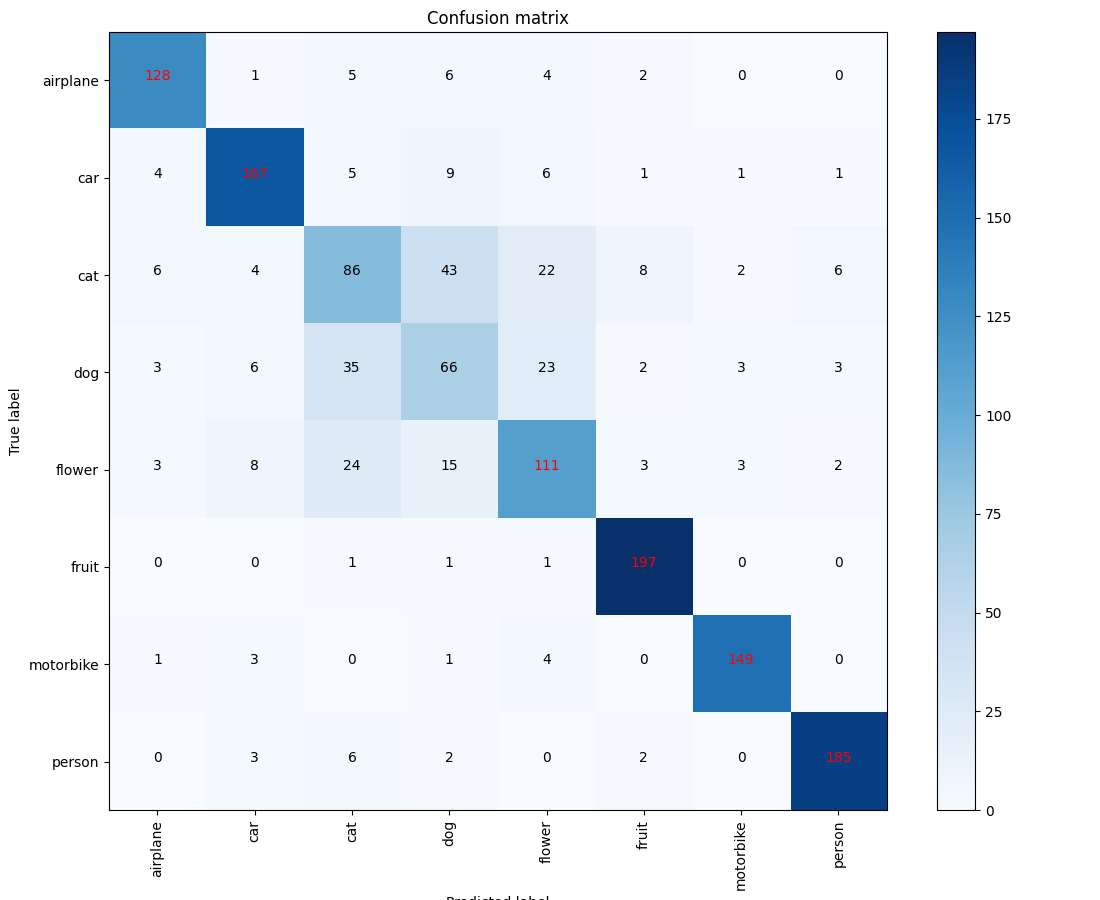 Confusion matrix
airplane 128 1 5 6 4 2 0 0
car 4 167 5 9 6 1 1 1
cat 6 4 86 43 22 8 2 6
dog 3 6 35 66 23 2 3 3
flower 3 8 24 15 111 3 3 2
fruit 0 0 1 1 1 197 0 0
motorbike 1 3 0 1 4 0 149 0
person 0 3 6 2 0 2 0 185
True label
airplane car cat dog flower fruit motorbike person
Predicted label
175
150
125
100
75
50
25
0